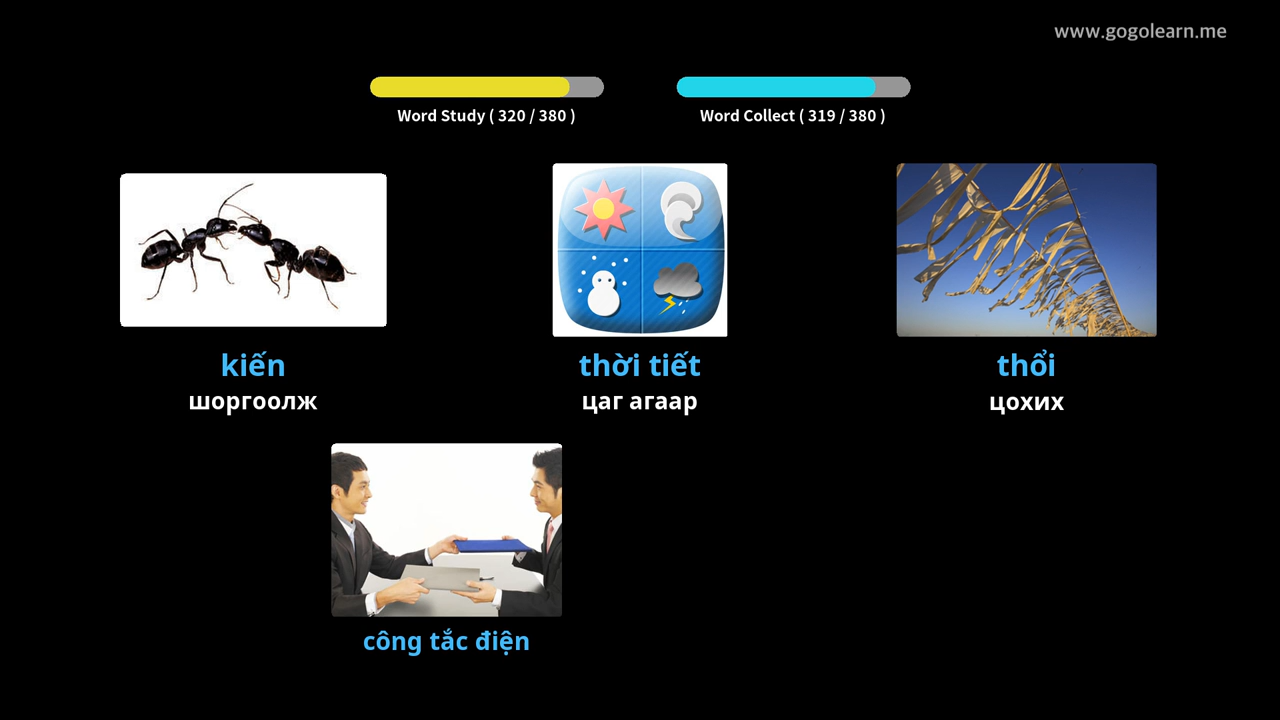 www.gogolearn.me
Word Study ( 320 / 380 )
Word Collect ( 319 / 380 )
kiến
шоргоолж
thời tiết
цаг агаар
thổi
цохих
công tắc điện